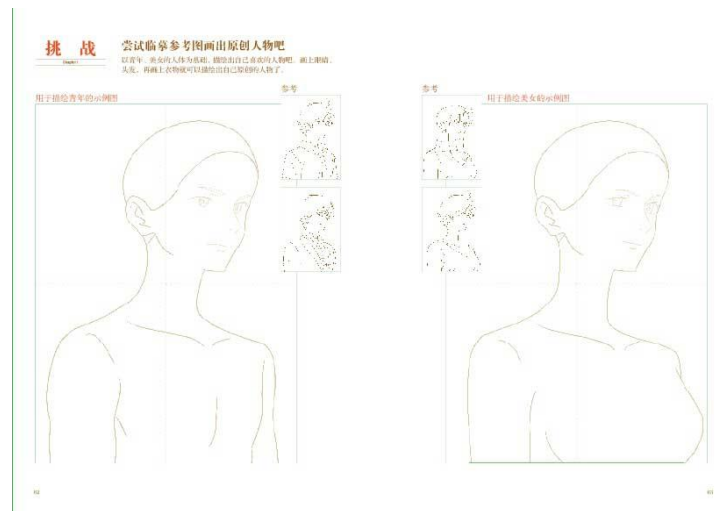 挑 战
尝试临摹参考图画出原创人物吧
以青年、美女的人体为基础,描绘出自己喜欢的人物吧。画上眼睛、
头发,再画上衣物就可以描绘出自己原创的人物了。
参考
用于描绘青年的示例图
参考
用于描绘美女的示例图